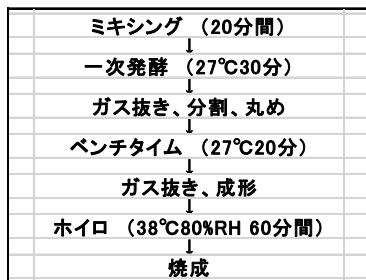 ミキシング （20分間）
↓
一次発酵 （27℃30分）
↓
ガス抜き、分割、丸め
↓
ベンチタイム （27℃20分）
↓
ガス抜き、成形
↓
ホイロ （38℃80%RH 60分間）
↓
焼成